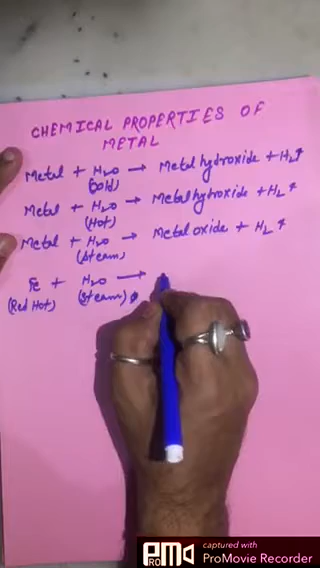 CHEMICAL PROPERTIES OF
METAL
Metal + H2O → Metal hydroxide + H2↑
(Cold)
Metal + H2O → Metal hydroxide + H2↑
(Hot)
Metal + H2O → Metal oxide + H2↑
(Steam)
Fe + H2O →
(Red Hot) (Steam)
captured with
PRO M ProMovie Recorder